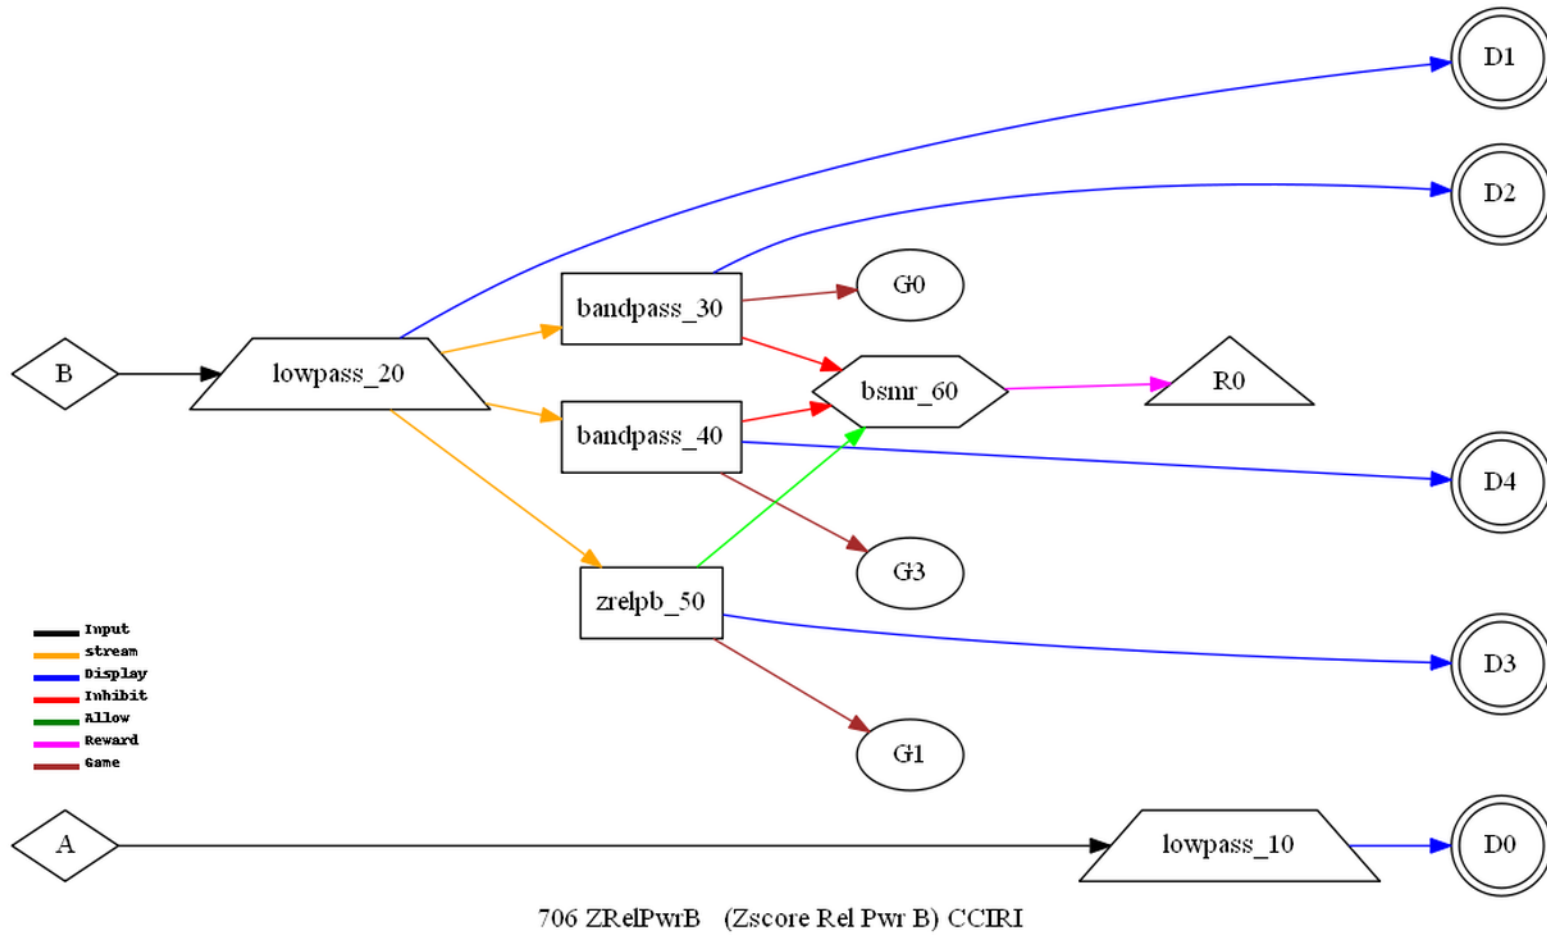 D1
D2
G0
bandpass_30
B
lowpass_20
bsmr_60
R0
bandpass_40
D4
G3
zrelpb_50
Input
stream
Display
Inhibit
Allow
Reward
Game
D3
G1
A
lowpass_10
D0
706 ZRelPwrB (Zscore Rel Pwr B) CCIRI